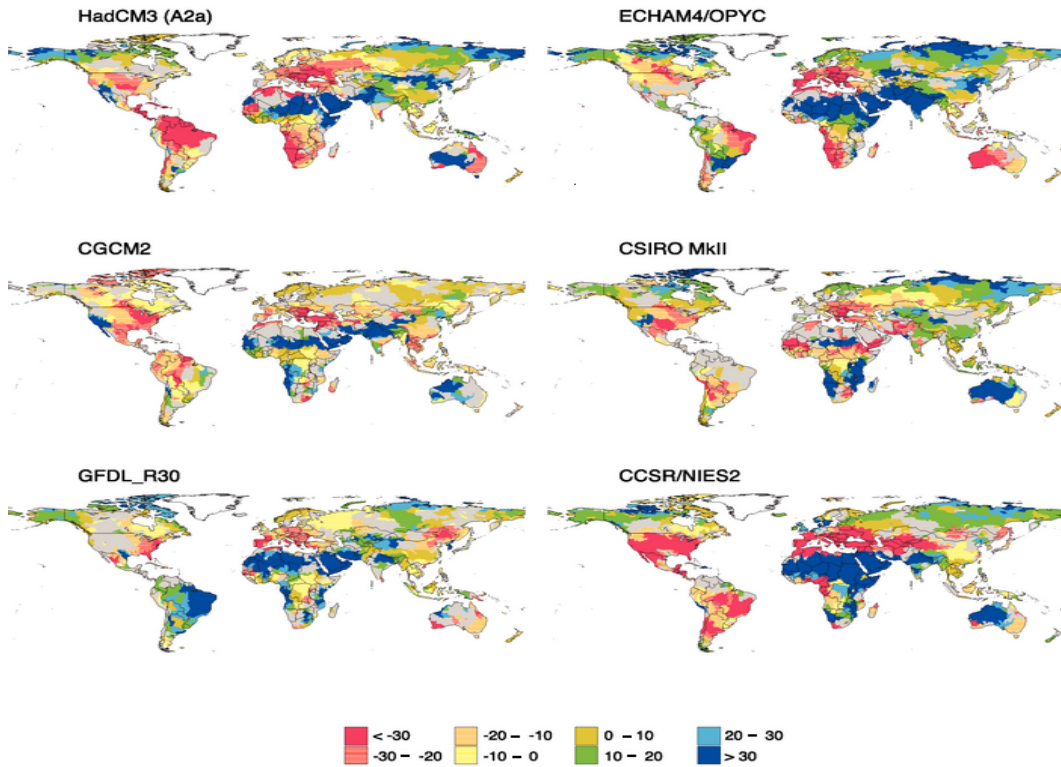 HadCM3 (A2a) ECHAM4/OPYC
CGCM2 CSIRO MkII
GFDL_R30 CCSR/NIES2
< -30 -20 – -10 0 – 10 20 – 30
-30 – -20 -10 – 0 10 – 20 > 30